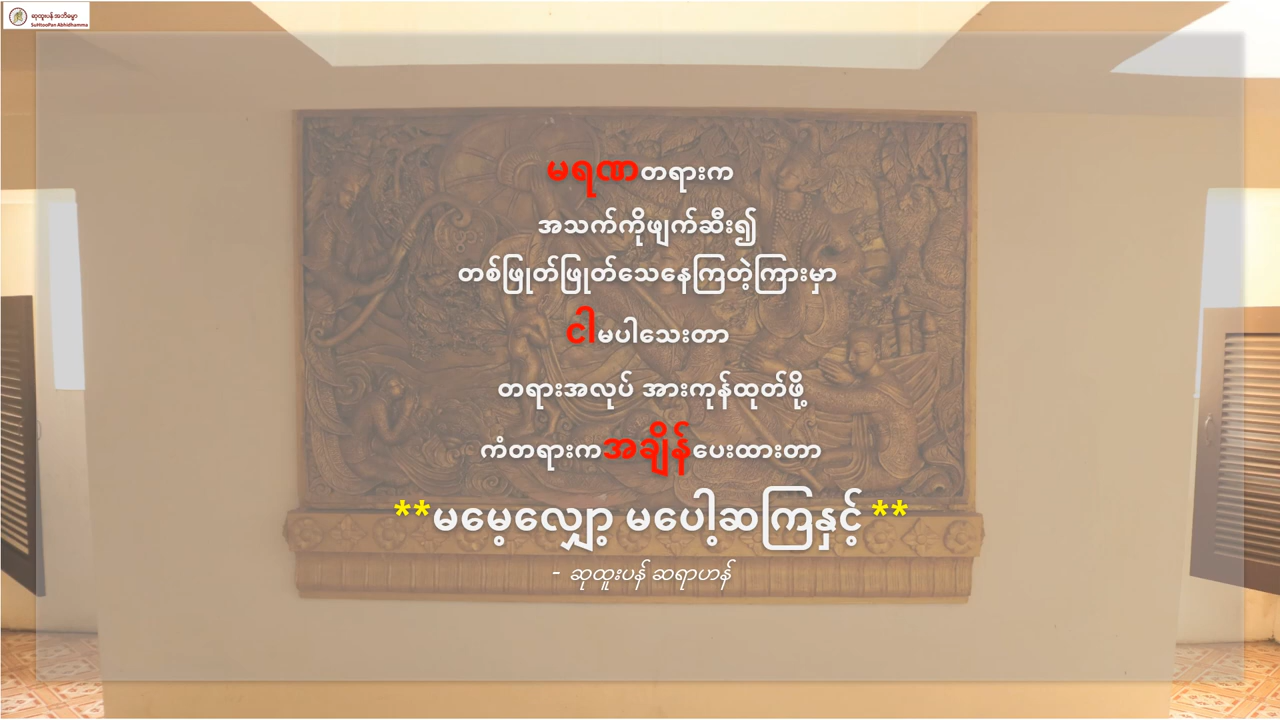 ဆုထူးပန် အဘိဓမ္မာ
SuHtooPan Abhidhamma
မရဏတရားက
အသက်ကိုဖျက်ဆီး၍
တစ်ဖြုတ်ဖြုတ်သေနေကြတဲ့ကြားမှာ
ငါမပါသေးတာ
တရားအလုပ် အားကုန်ထုတ်ဖို့
ကံတရားကအချိန်ပေးထားတာ
**မမေ့လျှော့ မပေါ့ဆကြနှင့် **
- ဆုထူးပန် ဆရာဟန်